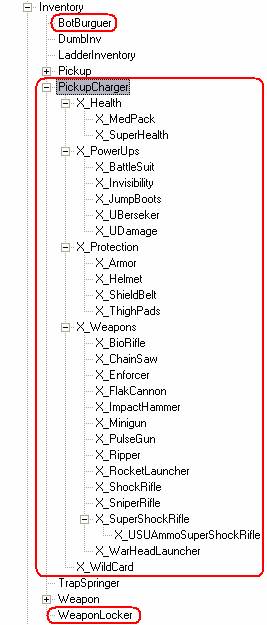 Inventory
BotBurguer
DumbInv
LadderInventory
Pickup
PickupCharger
X_Health
X_MedPack
X_SuperHealth
X_PowerUps
X_BattleSuit
X_Invisibility
X_JumpBoots
X_UBerseker
X_UDamage
X_Protection
X_Armor
X_Helmet
X_ShieldBelt
X_ThighPads
X_Weapons
X_BioRifle
X_ChainSaw
X_Enforcer
X_FlakCannon
X_ImpactHammer
X_Minigun
X_PulseGun
X_Ripper
X_RocketLauncher
X_ShockRifle
X_SniperRifle
X_SuperShockRifle
X_USUAmmoSuperShockRifle
X_WarHeadLauncher
X_WildCard
TrapSpringer
Weapon
WeaponLocker